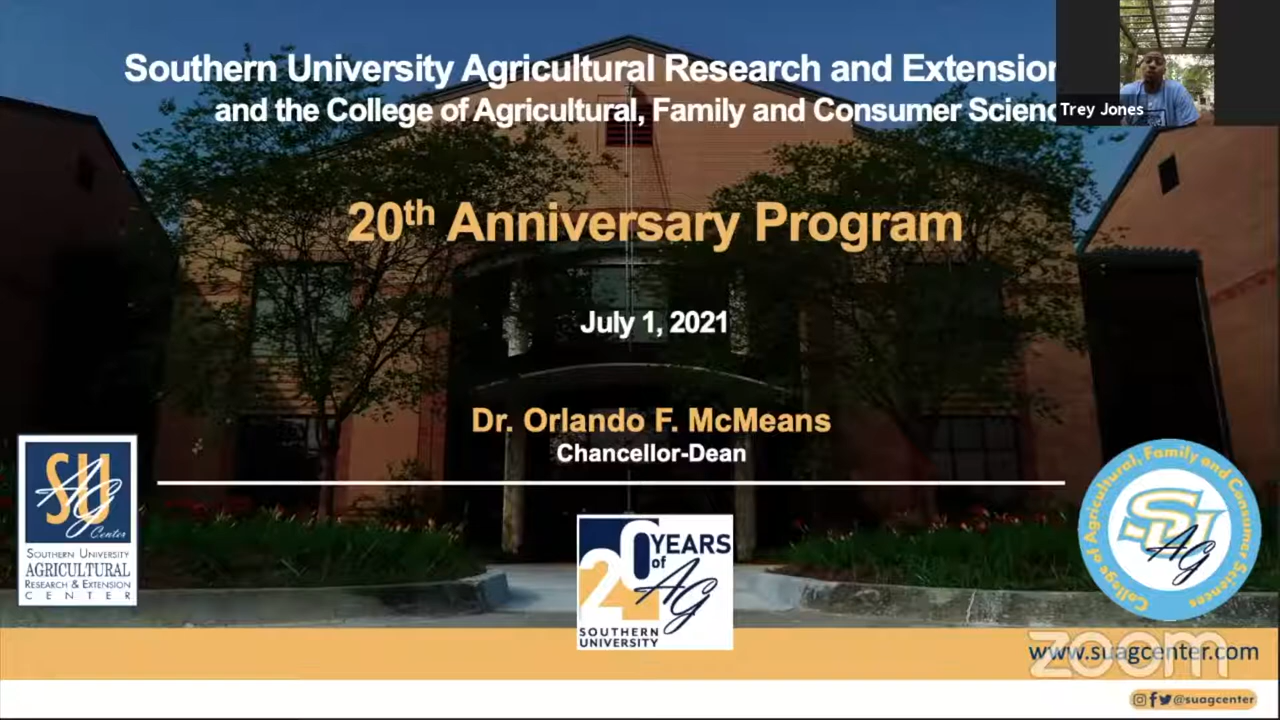 Southern University Agricultural Research and Extension
and the College of Agricultural, Family and Consumer Scienc
Trey Jones
20th Anniversary Program
July 1, 2021
Dr. Orlando F. McMeans
Chancellor-Dean
SU
AG
Center
SOUTHERN UNIVERSITY
AGRICULTURAL
RESEARCH & EXTENSION
CENTER
20 YEARS
of
AG
SOUTHERN
UNIVERSITY
College of Agricultural, Family and Consumer Sciences
SU
AG
www.suagcenter.com
zoom
@suagcenter